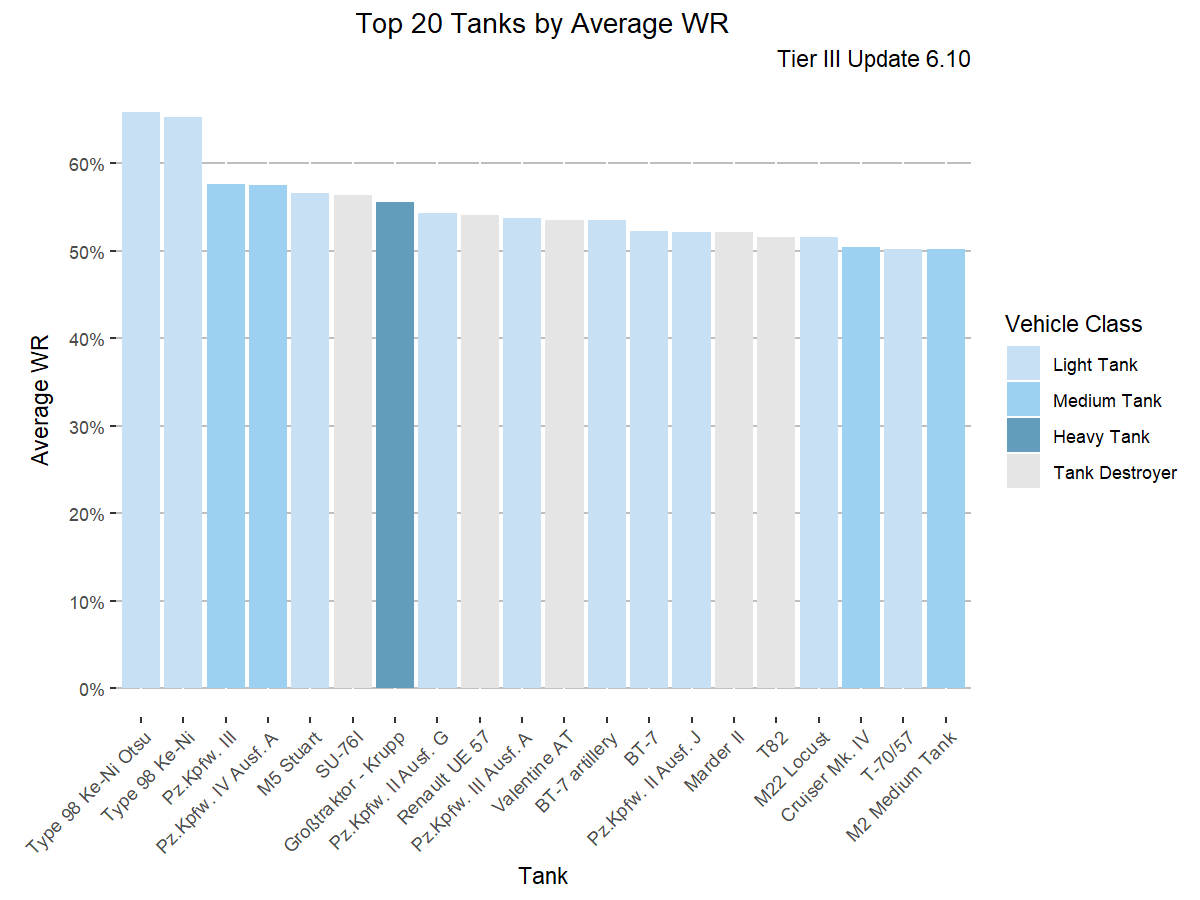 Top 20 Tanks by Average WR
Tier III Update 6.10
Average WR
60%
50%
40%
30%
20%
10%
0%
Type 98 Ke-Ni Otsu
Type 98 Ke-Ni
Pz.Kpfw. III
Pz.Kpfw. IV Ausf. A
M5 Stuart
SU-76I
Großtraktor - Krupp
Pz.Kpfw. II Ausf. G
Renault UE 57
Pz.Kpfw. III Ausf. A
Valentine AT
BT-7 artillery
BT-7
Pz.Kpfw. II Ausf. J
Marder II
T82
M22 Locust
Cruiser Mk. IV
T-70/57
M2 Medium Tank
Tank
Vehicle Class
Light Tank
Medium Tank
Heavy Tank
Tank Destroyer